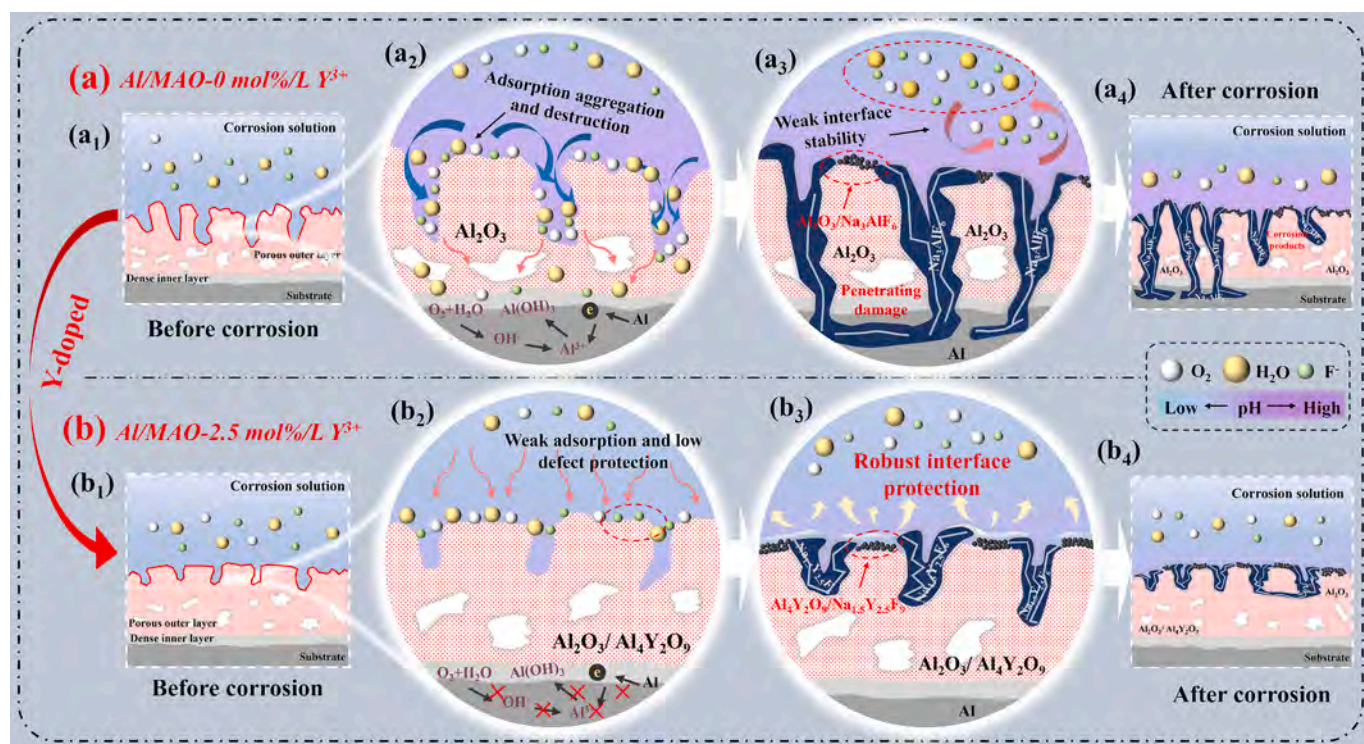 (a) Al/MAO-0 mol%/L Y³⁺
(a₁)
Corrosion solution
Porous outer layer
Dense inner layer
Substrate
Before corrosion
(a₂)
Adsorption aggregation
and destruction
Al₂O₃
O₂+H₂O
Al(OH)₃
e
Al
OH⁻
Al³⁺
(a₃)
Weak interface
stability
Al₂O₃/Na₃AlF₆
Al₂O₃
Al₂O₃
Na₃AlF₆
Na₃AlF₆
Penetrating
damage
Al
(a₄)
After corrosion
Corrosion solution
Corrosion
products
Al₂O₃
Al₂O₃
Substrate
Y-doped
O₂
H₂O
F⁻
Low
pH
High
(b) Al/MAO-2.5 mol%/L Y³⁺
(b₁)
Corrosion solution
Porous outer layer
Dense inner layer
Substrate
Before corrosion
(b₂)
Weak adsorption and low
defect protection
Al₂O₃/ Al₄Y₂O₉
O₂+H₂O
Al(OH)₃
e
Al
OH⁻
(b₃)
Robust interface
protection
Al₄Y₂O₉/Na₁.₅Y₂.₅F₉
Al₂O₃/ Al₄Y₂O₉
Al
(b₄)
Corrosion solution
Al₂O₃
Al₂O₃/ Al₄Y₂O₉
Substrate
After corrosion